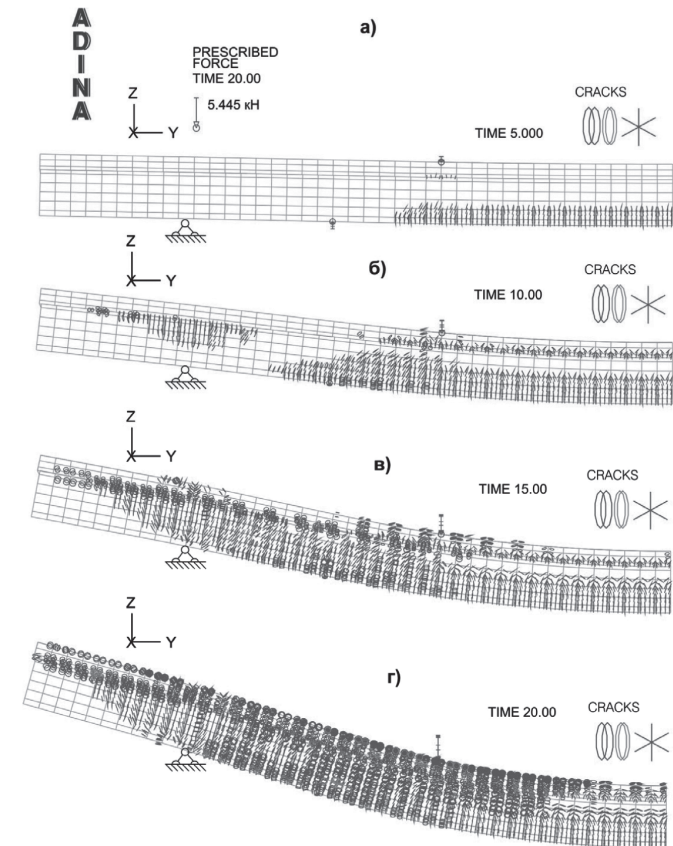 ADINA
а)
PRESCRIBED
FORCE
TIME 20.00
5.445 кН
Z
X Y
TIME 5.000
CRACKS
Z
X Y
б)
TIME 10.00
CRACKS
Z
X Y
в)
TIME 15.00
CRACKS
Z
X Y
г)
TIME 20.00
CRACKS